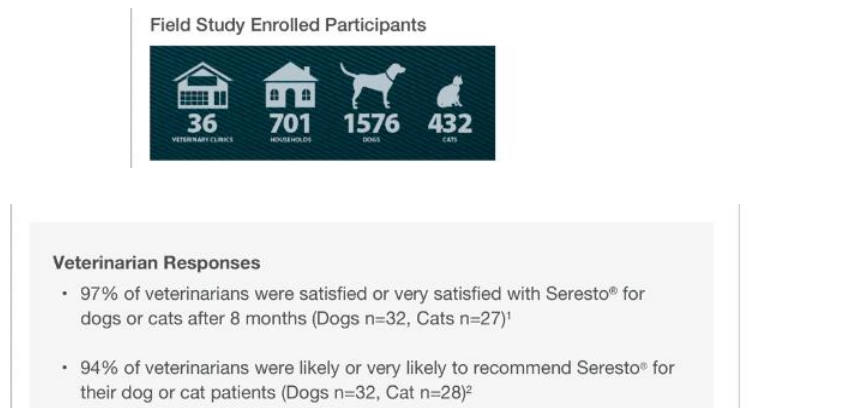 Field Study Enrolled Participants
36 701 1576 432
VETERINARY CLINICS HOUSEHOLDS DOGS CATS
Veterinarian Responses
• 97% of veterinarians were satisfied or very satisfied with Seresto® for
dogs or cats after 8 months (Dogs n=32, Cats n=27)¹
• 94% of veterinarians were likely or very likely to recommend Seresto® for
their dog or cat patients (Dogs n=32, Cat n=28)²